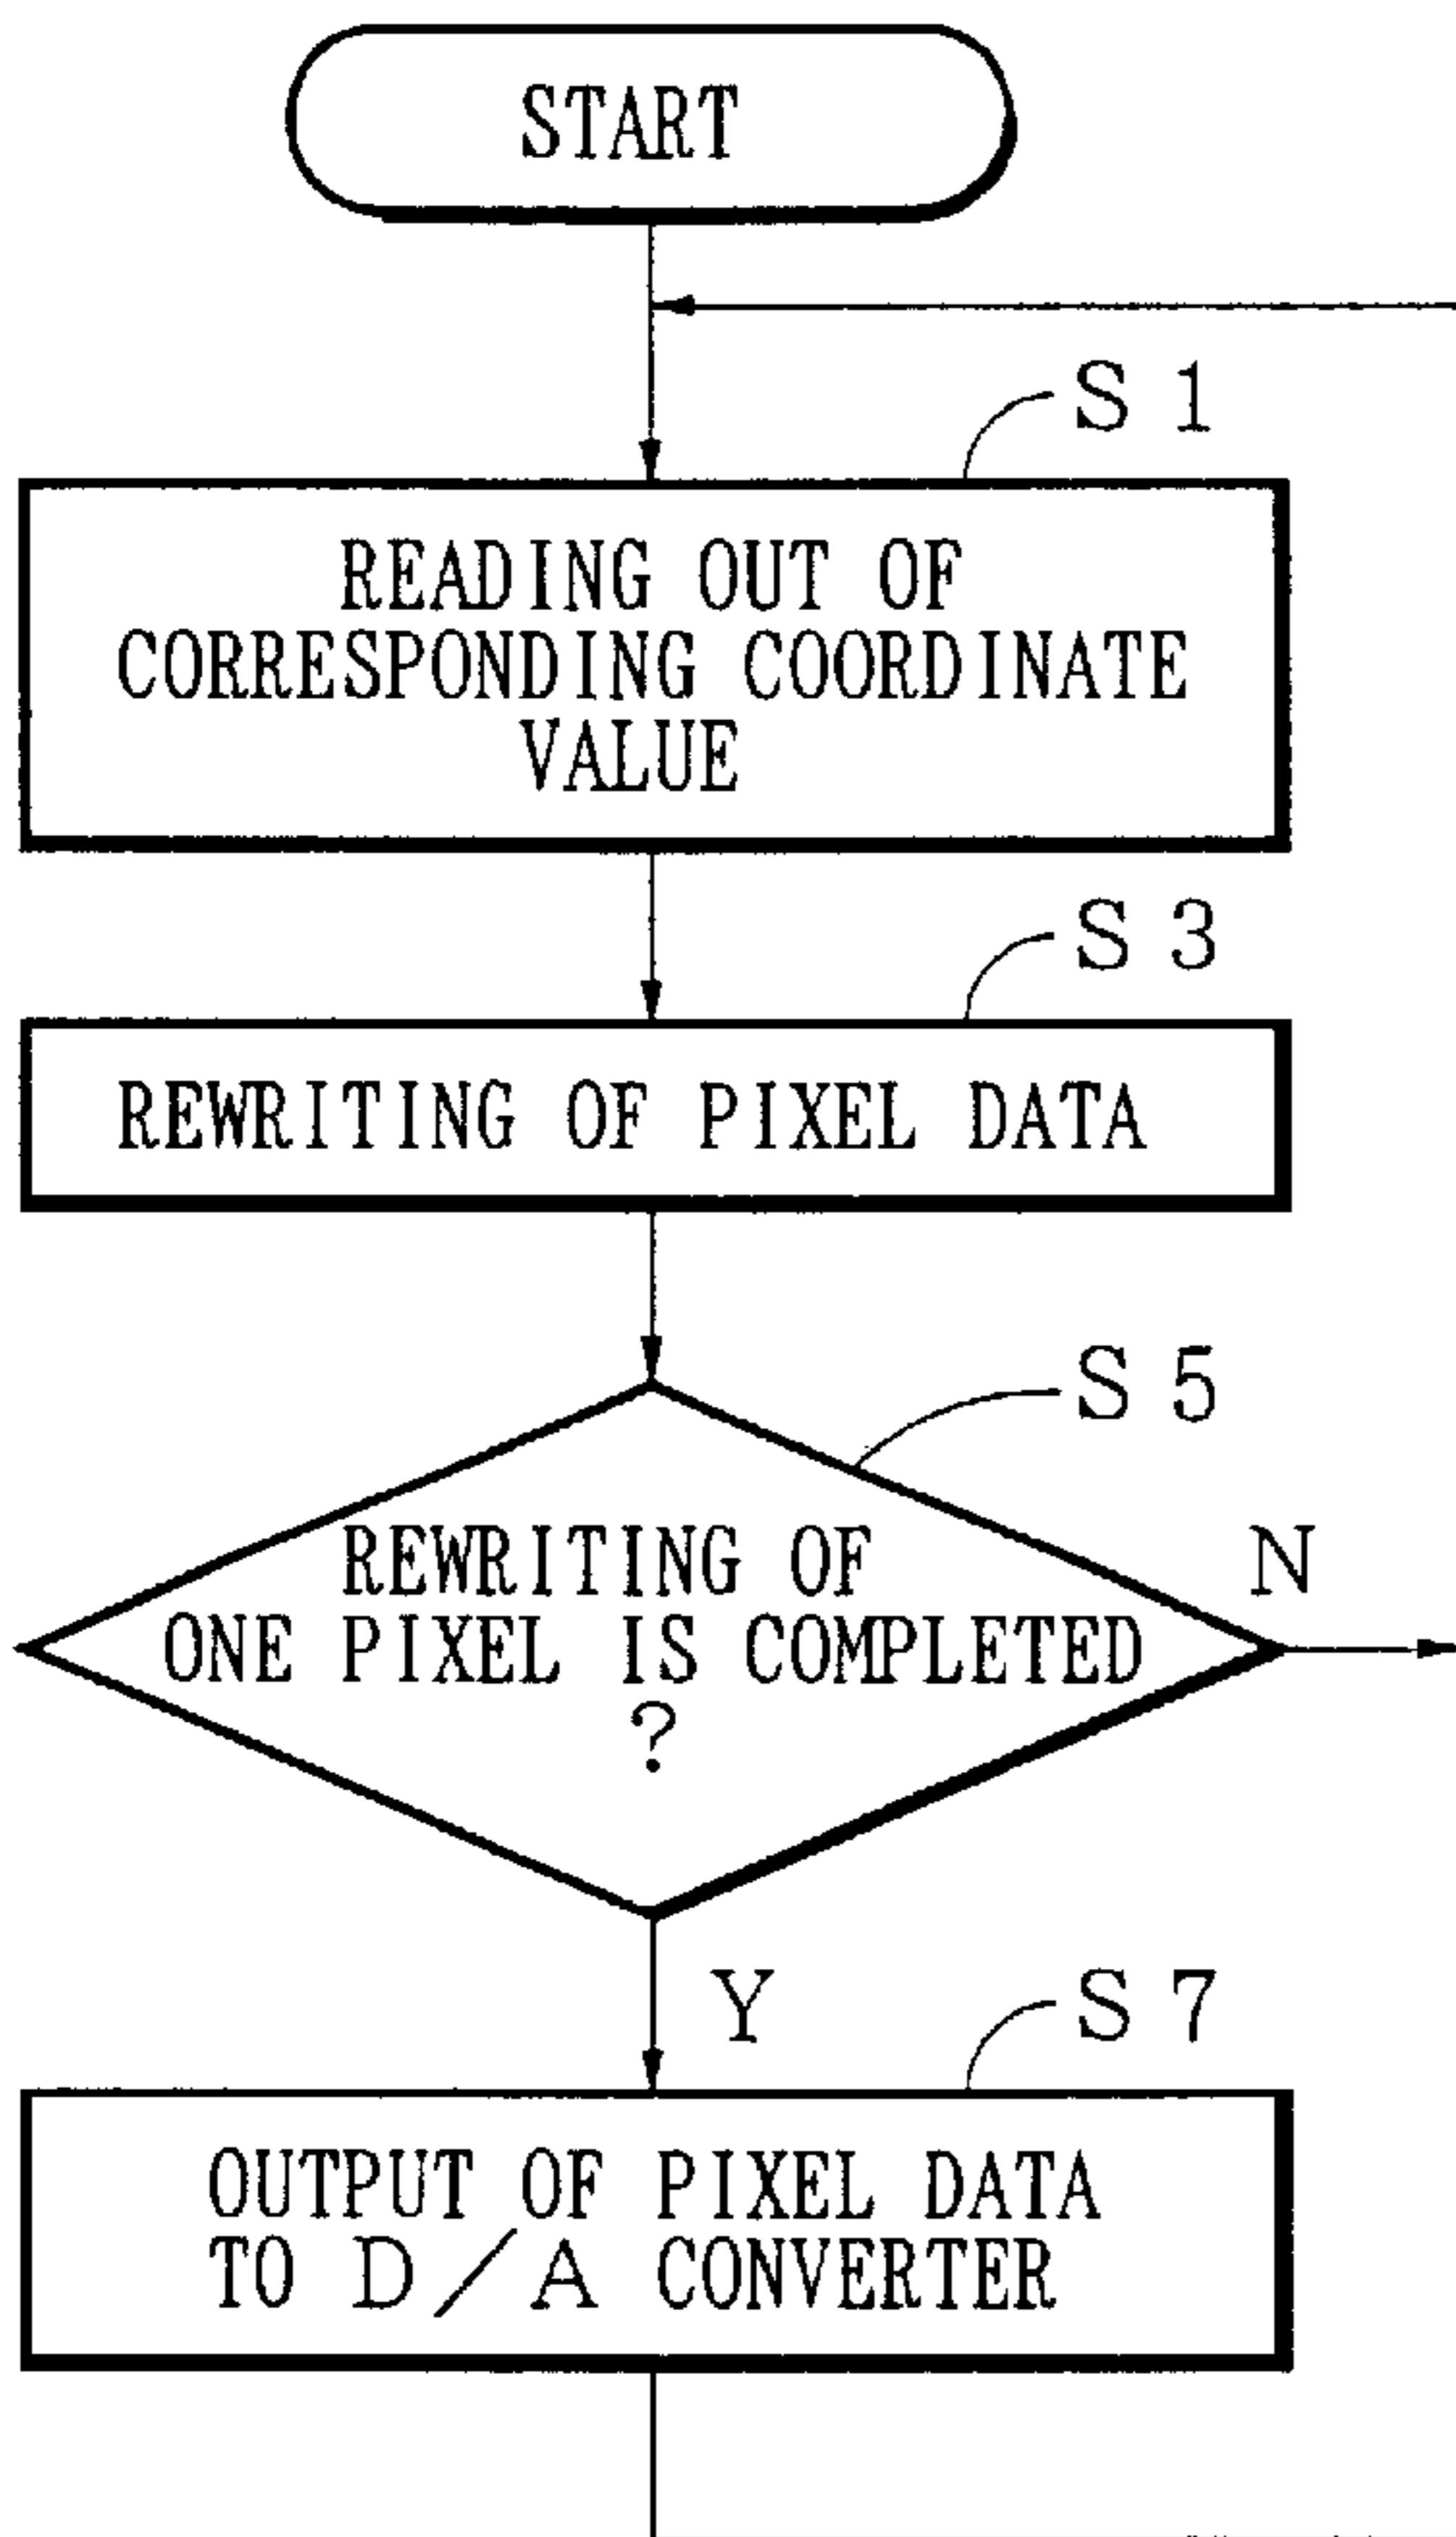 START
S 1
READING OUT OF
CORRESPONDING COORDINATE
VALUE
S 3
REWRITING OF PIXEL DATA
S 5
REWRITING OF
ONE PIXEL IS COMPLETED
?
N
Y
S 7
OUTPUT OF PIXEL DATA
TO D/A CONVERTER